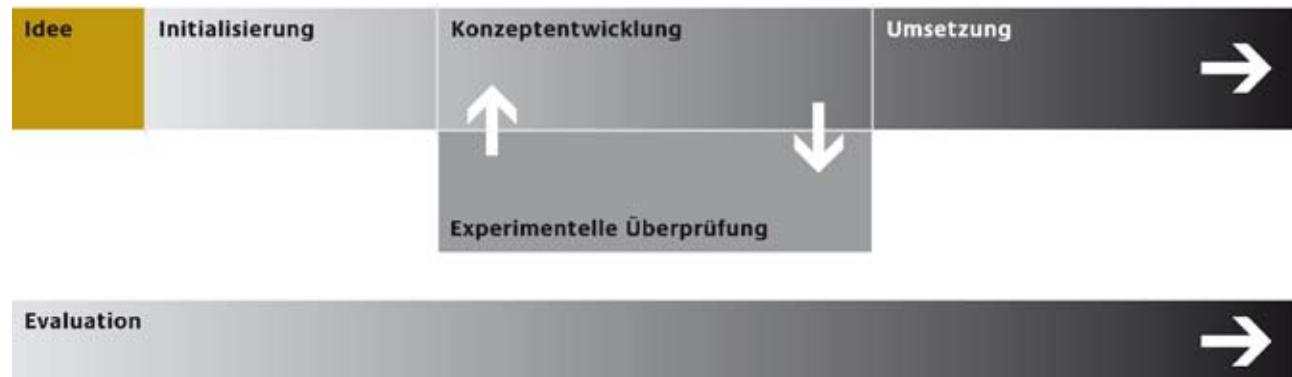 Idee
Initialisierung
Konzeptentwicklung
Umsetzung
Experimentelle Überprüfung
Evaluation